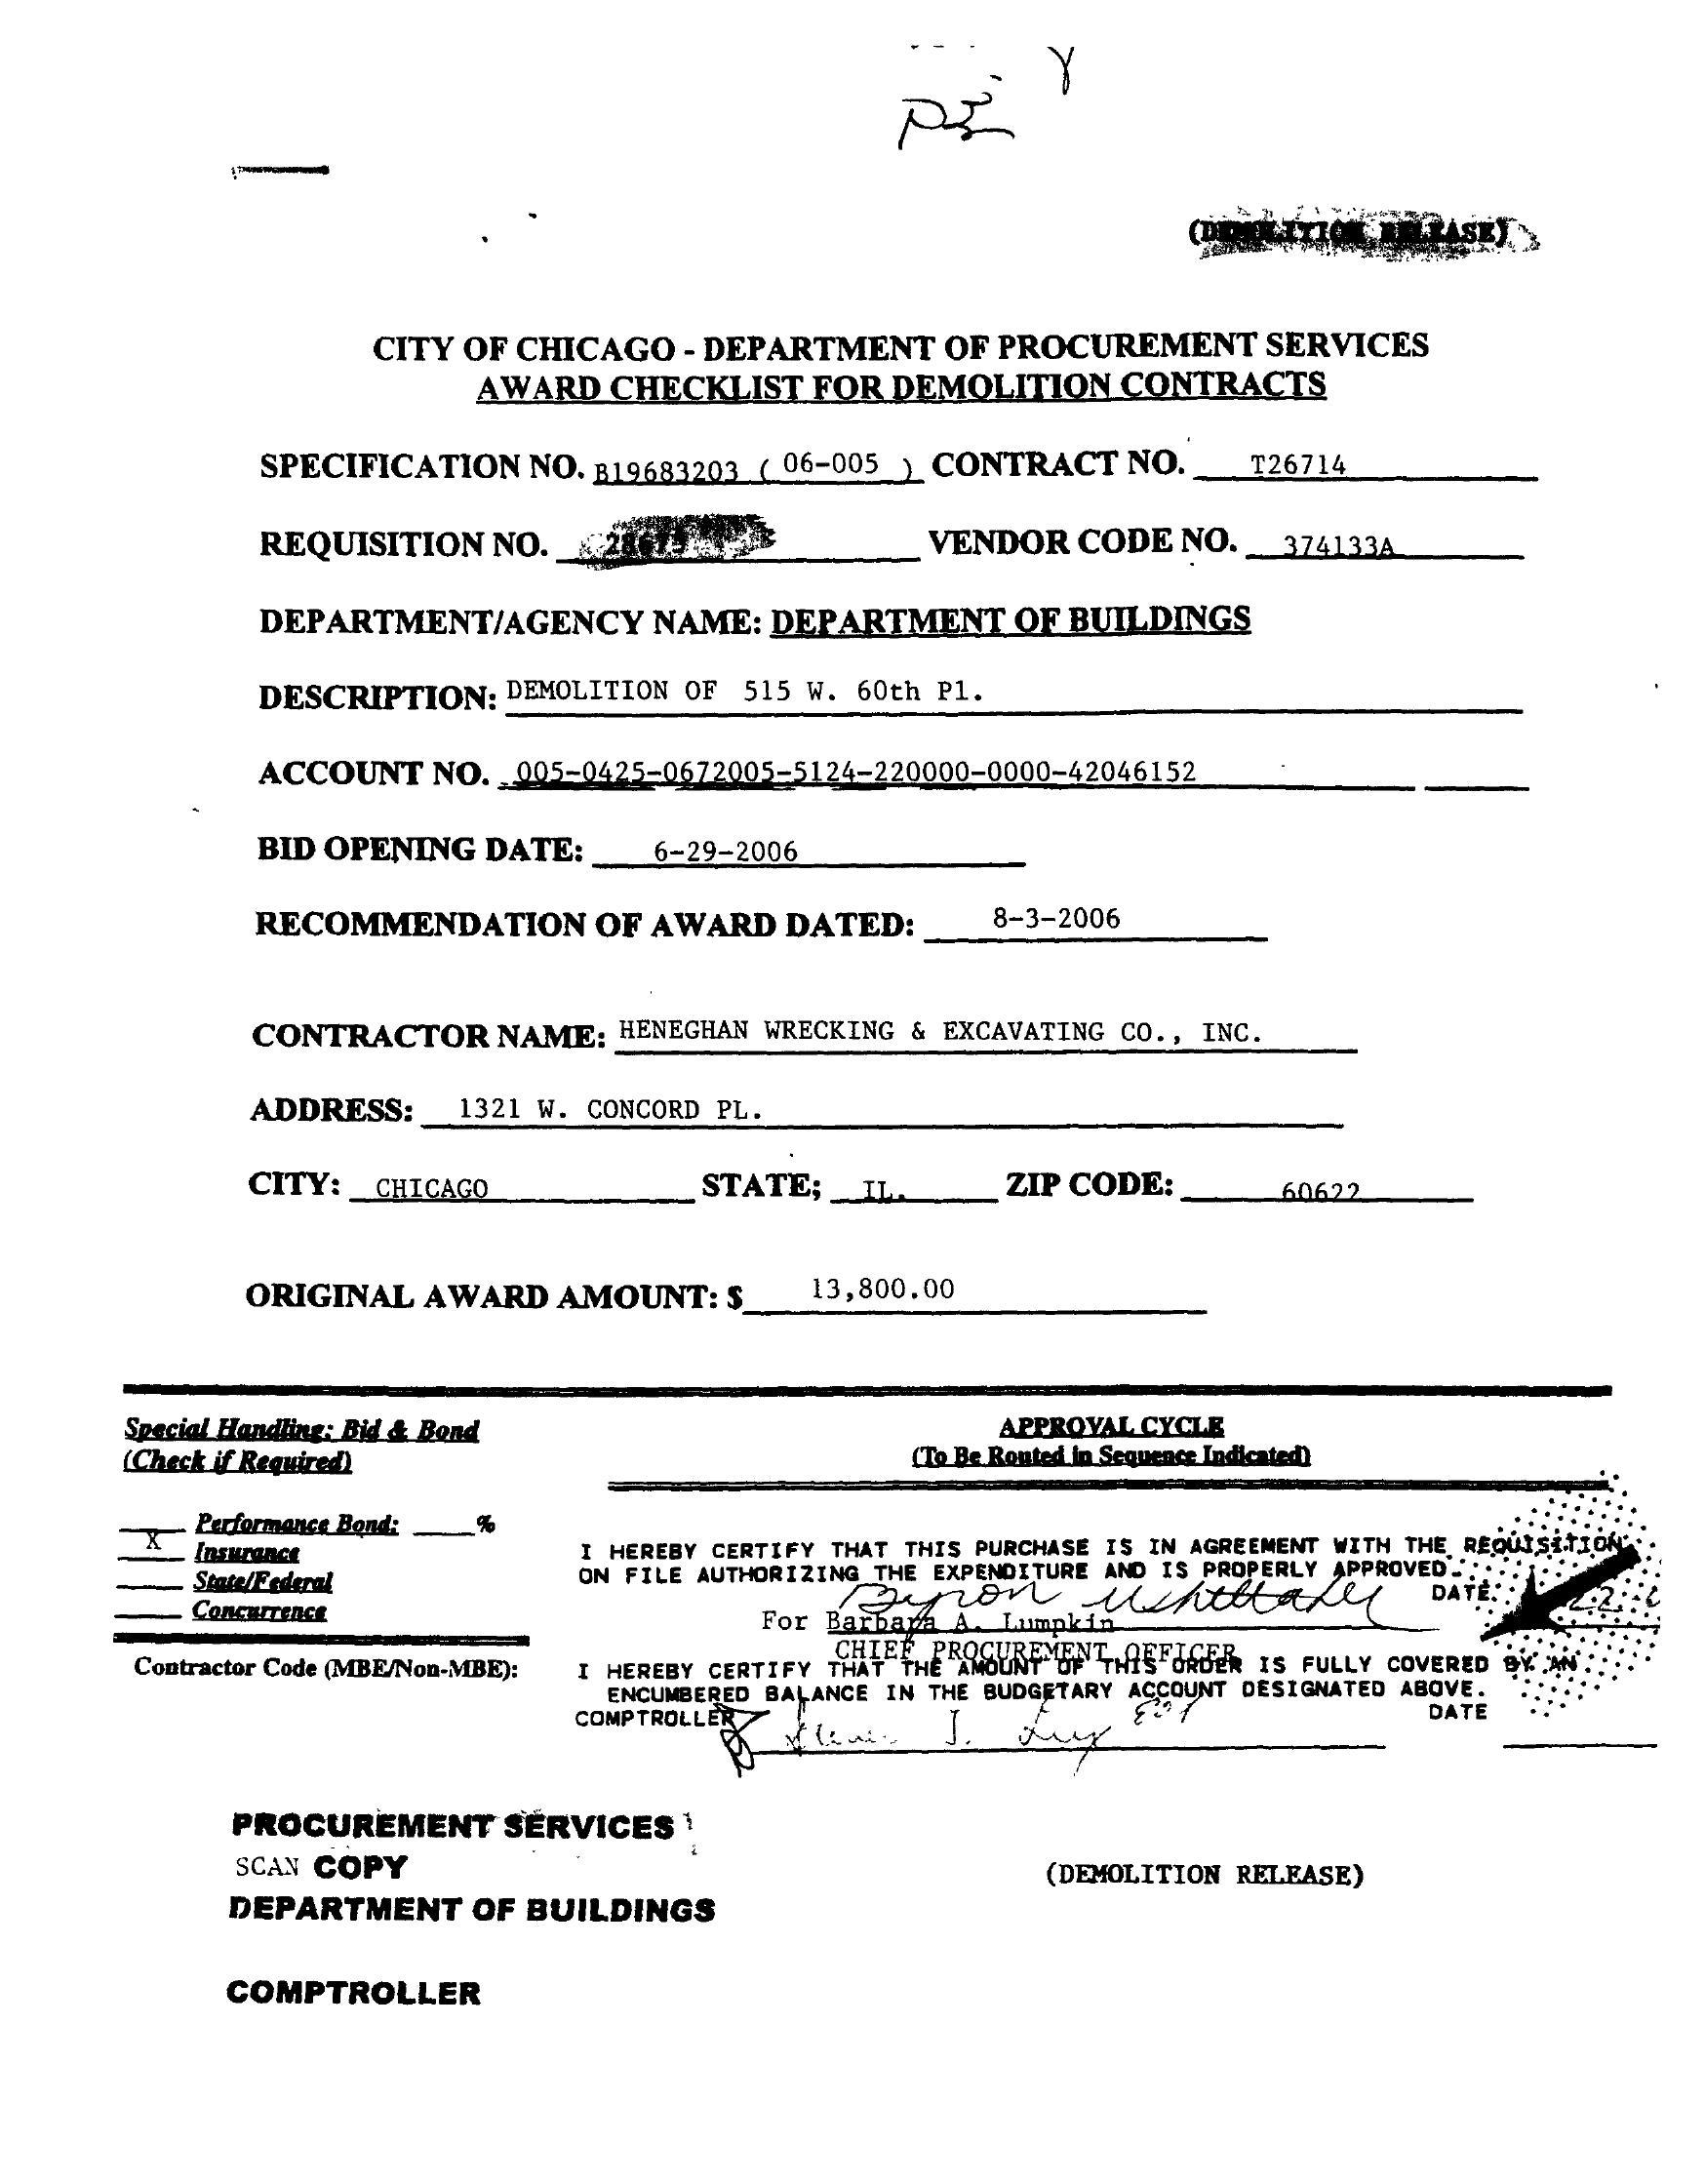 (DEMOLITION RELEASE)
CITY OF CHICAGO - DEPARTMENT OF PROCUREMENT SERVICES
AWARD CHECKLIST FOR DEMOLITION CONTRACTS
SPECIFICATION NO. B19683203 ( 06-005 ) CONTRACT NO. T26714
REQUISITION NO. VENDOR CODE NO. 374133A
DEPARTMENT/AGENCY NAME: DEPARTMENT OF BUILDINGS
DESCRIPTION: DEMOLITION OF 515 W. 60th Pl.
ACCOUNT NO. 005-0425-0672005-5124-220000-0000-42046152
BID OPENING DATE: 6-29-2006
RECOMMENDATION OF AWARD DATED: 8-3-2006
CONTRACTOR NAME: HENEGHAN WRECKING & EXCAVATING CO., INC.
ADDRESS: 1321 W. CONCORD PL.
CITY: CHICAGO STATE; IL. ZIP CODE: 60622
ORIGINAL AWARD AMOUNT: $ 13,800.00
Special Handling: Bid & Bond
(Check if Required)
Performance Bond: %
X Insurance
State/Federal
Concurrence
Contractor Code (MBE/Non-MBE):
APPROVAL CYCLE
(To Be Routed in Sequence Indicated)
I HEREBY CERTIFY THAT THIS PURCHASE IS IN AGREEMENT WITH THE REQUISITION
ON FILE AUTHORIZING THE EXPENDITURE AND IS PROPERLY APPROVED.
Byron Whittaker DATE
For Barbara A. Lumpkin
CHIEF PROCUREMENT OFFICER
I HEREBY CERTIFY THAT THE AMOUNT OF THIS ORDER IS FULLY COVERED BY AN
ENCUMBERED BALANCE IN THE BUDGETARY ACCOUNT DESIGNATED ABOVE.
COMPTROLLER DATE
PROCUREMENT SERVICES
SCAN COPY
DEPARTMENT OF BUILDINGS
COMPTROLLER
(DEMOLITION RELEASE)